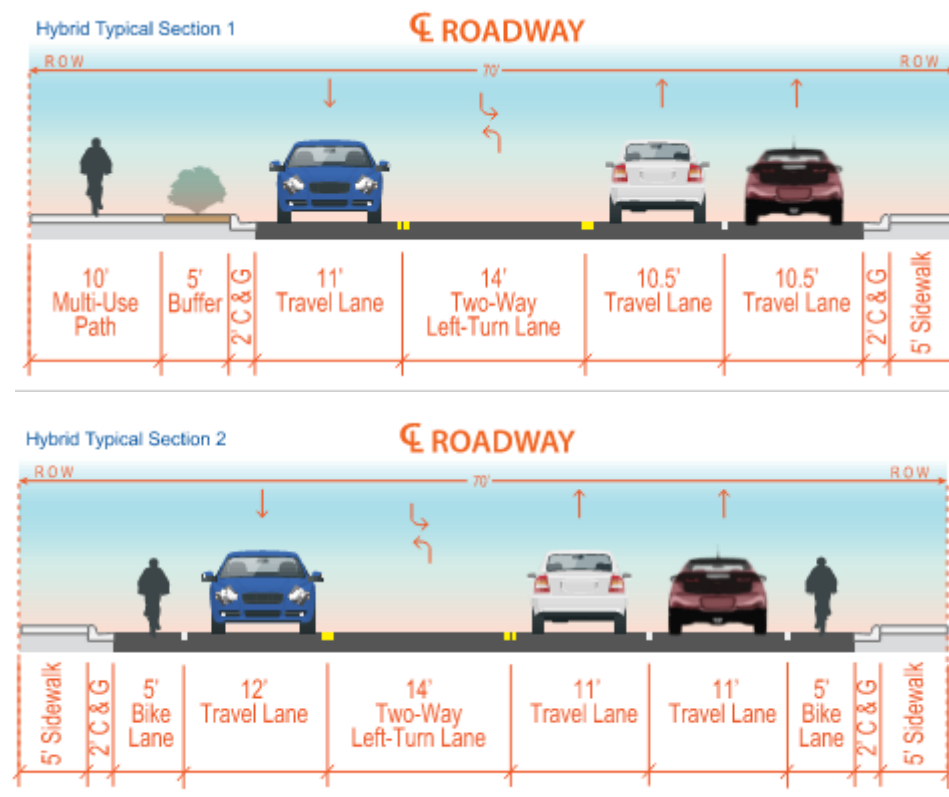 Hybrid Typical Section 1
℄ ROADWAY
ROW
70'
ROW
10'
Multi-Use
Path
5'
Buffer
2' C & G
11'
Travel Lane
14'
Two-Way
Left-Turn Lane
10.5'
Travel Lane
10.5'
Travel Lane
2' C & G
5' Sidewalk
Hybrid Typical Section 2
℄ ROADWAY
ROW
70'
ROW
5' Sidewalk
2' C & G
5'
Bike
Lane
12'
Travel Lane
14'
Two-Way
Left-Turn Lane
11'
Travel Lane
11'
Travel Lane
5'
Bike
Lane
2' C & G
5' Sidewalk